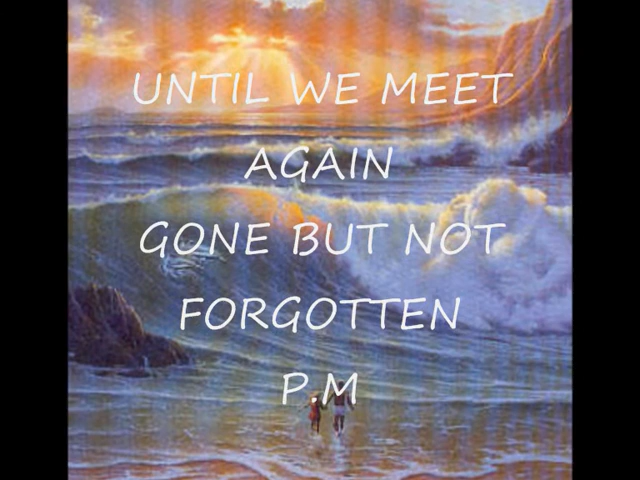 UNTIL WE MEET
AGAIN
GONE BUT NOT
FORGOTTEN
P.M